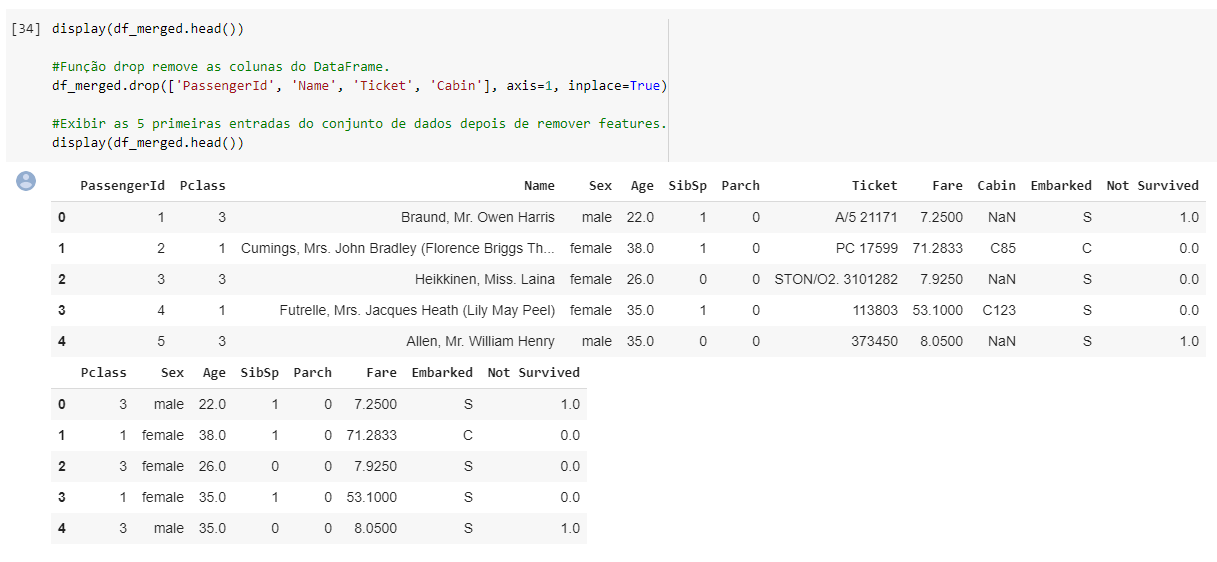 [34] display(df_merged.head())
#Função drop remove as colunas do DataFrame.
df_merged.drop(['PassengerId', 'Name', 'Ticket', 'Cabin'], axis=1, inplace=True)
#Exibir as 5 primeiras entradas do conjunto de dados depois de remover features.
display(df_merged.head())
PassengerId Pclass Name Sex Age SibSp Parch Ticket Fare Cabin Embarked Not Survived
0 1 3 Braund, Mr. Owen Harris male 22.0 1 0 A/5 21171 7.2500 NaN S 1.0
1 2 1 Cumings, Mrs. John Bradley (Florence Briggs Th... female 38.0 1 0 PC 17599 71.2833 C85 C 0.0
2 3 3 Heikkinen, Miss. Laina female 26.0 0 0 STON/O2. 3101282 7.9250 NaN S 0.0
3 4 1 Futrelle, Mrs. Jacques Heath (Lily May Peel) female 35.0 1 0 113803 53.1000 C123 S 0.0
4 5 3 Allen, Mr. William Henry male 35.0 0 0 373450 8.0500 NaN S 1.0
Pclass Sex Age SibSp Parch Fare Embarked Not Survived
0 3 male 22.0 1 0 7.2500 S 1.0
1 1 female 38.0 1 0 71.2833 C 0.0
2 3 female 26.0 0 0 7.9250 S 0.0
3 1 female 35.0 1 0 53.1000 S 0.0
4 3 male 35.0 0 0 8.0500 S 1.0